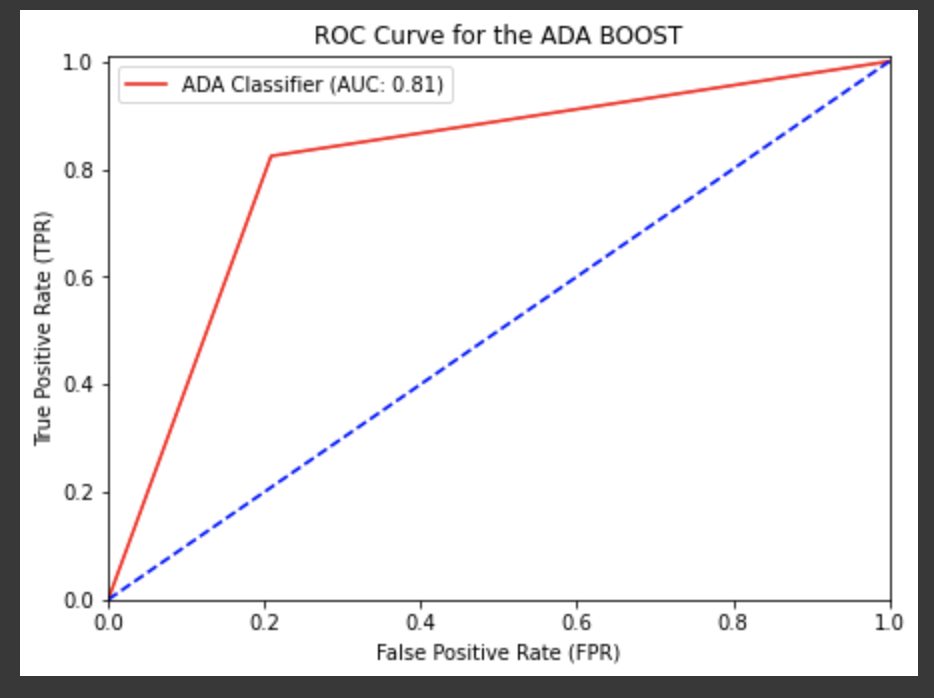 ROC Curve for the ADA BOOST
ADA Classifier (AUC: 0.81)
1.0
0.8
0.6
0.4
0.2
0.0
True Positive Rate (TPR)
0.0 0.2 0.4 0.6 0.8 1.0
False Positive Rate (FPR)